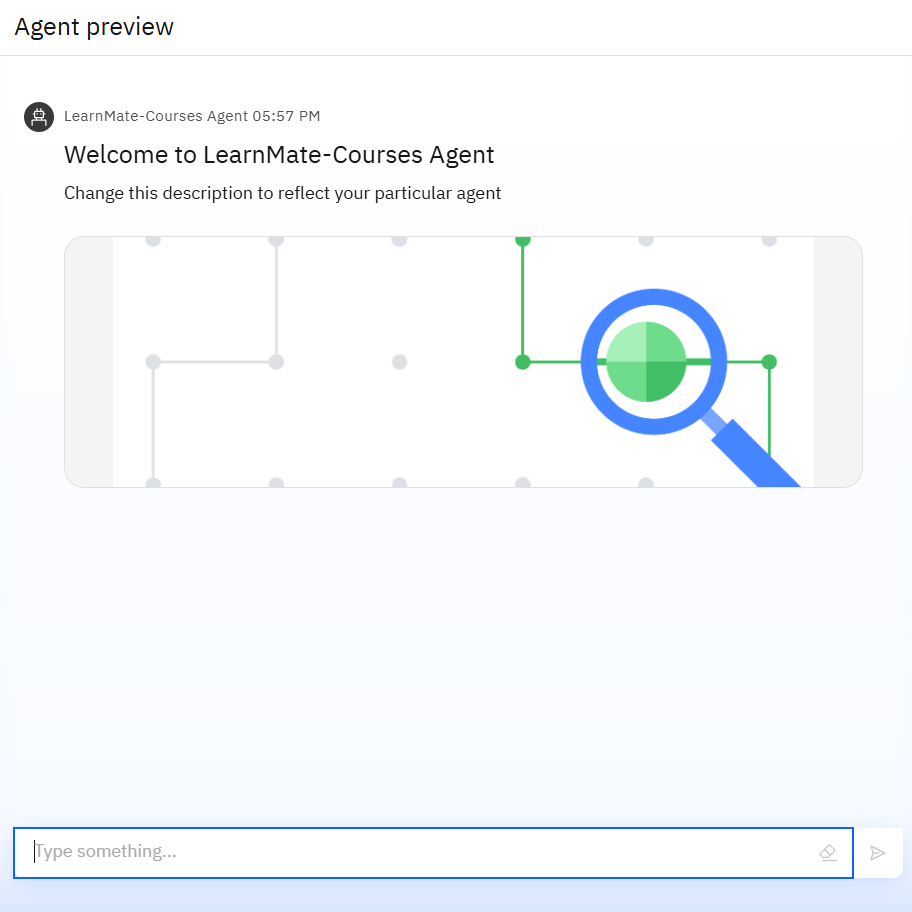 Agent preview
LearnMate-Courses Agent 05:57 PM
Welcome to LearnMate-Courses Agent
Change this description to reflect your particular agent
Type something...